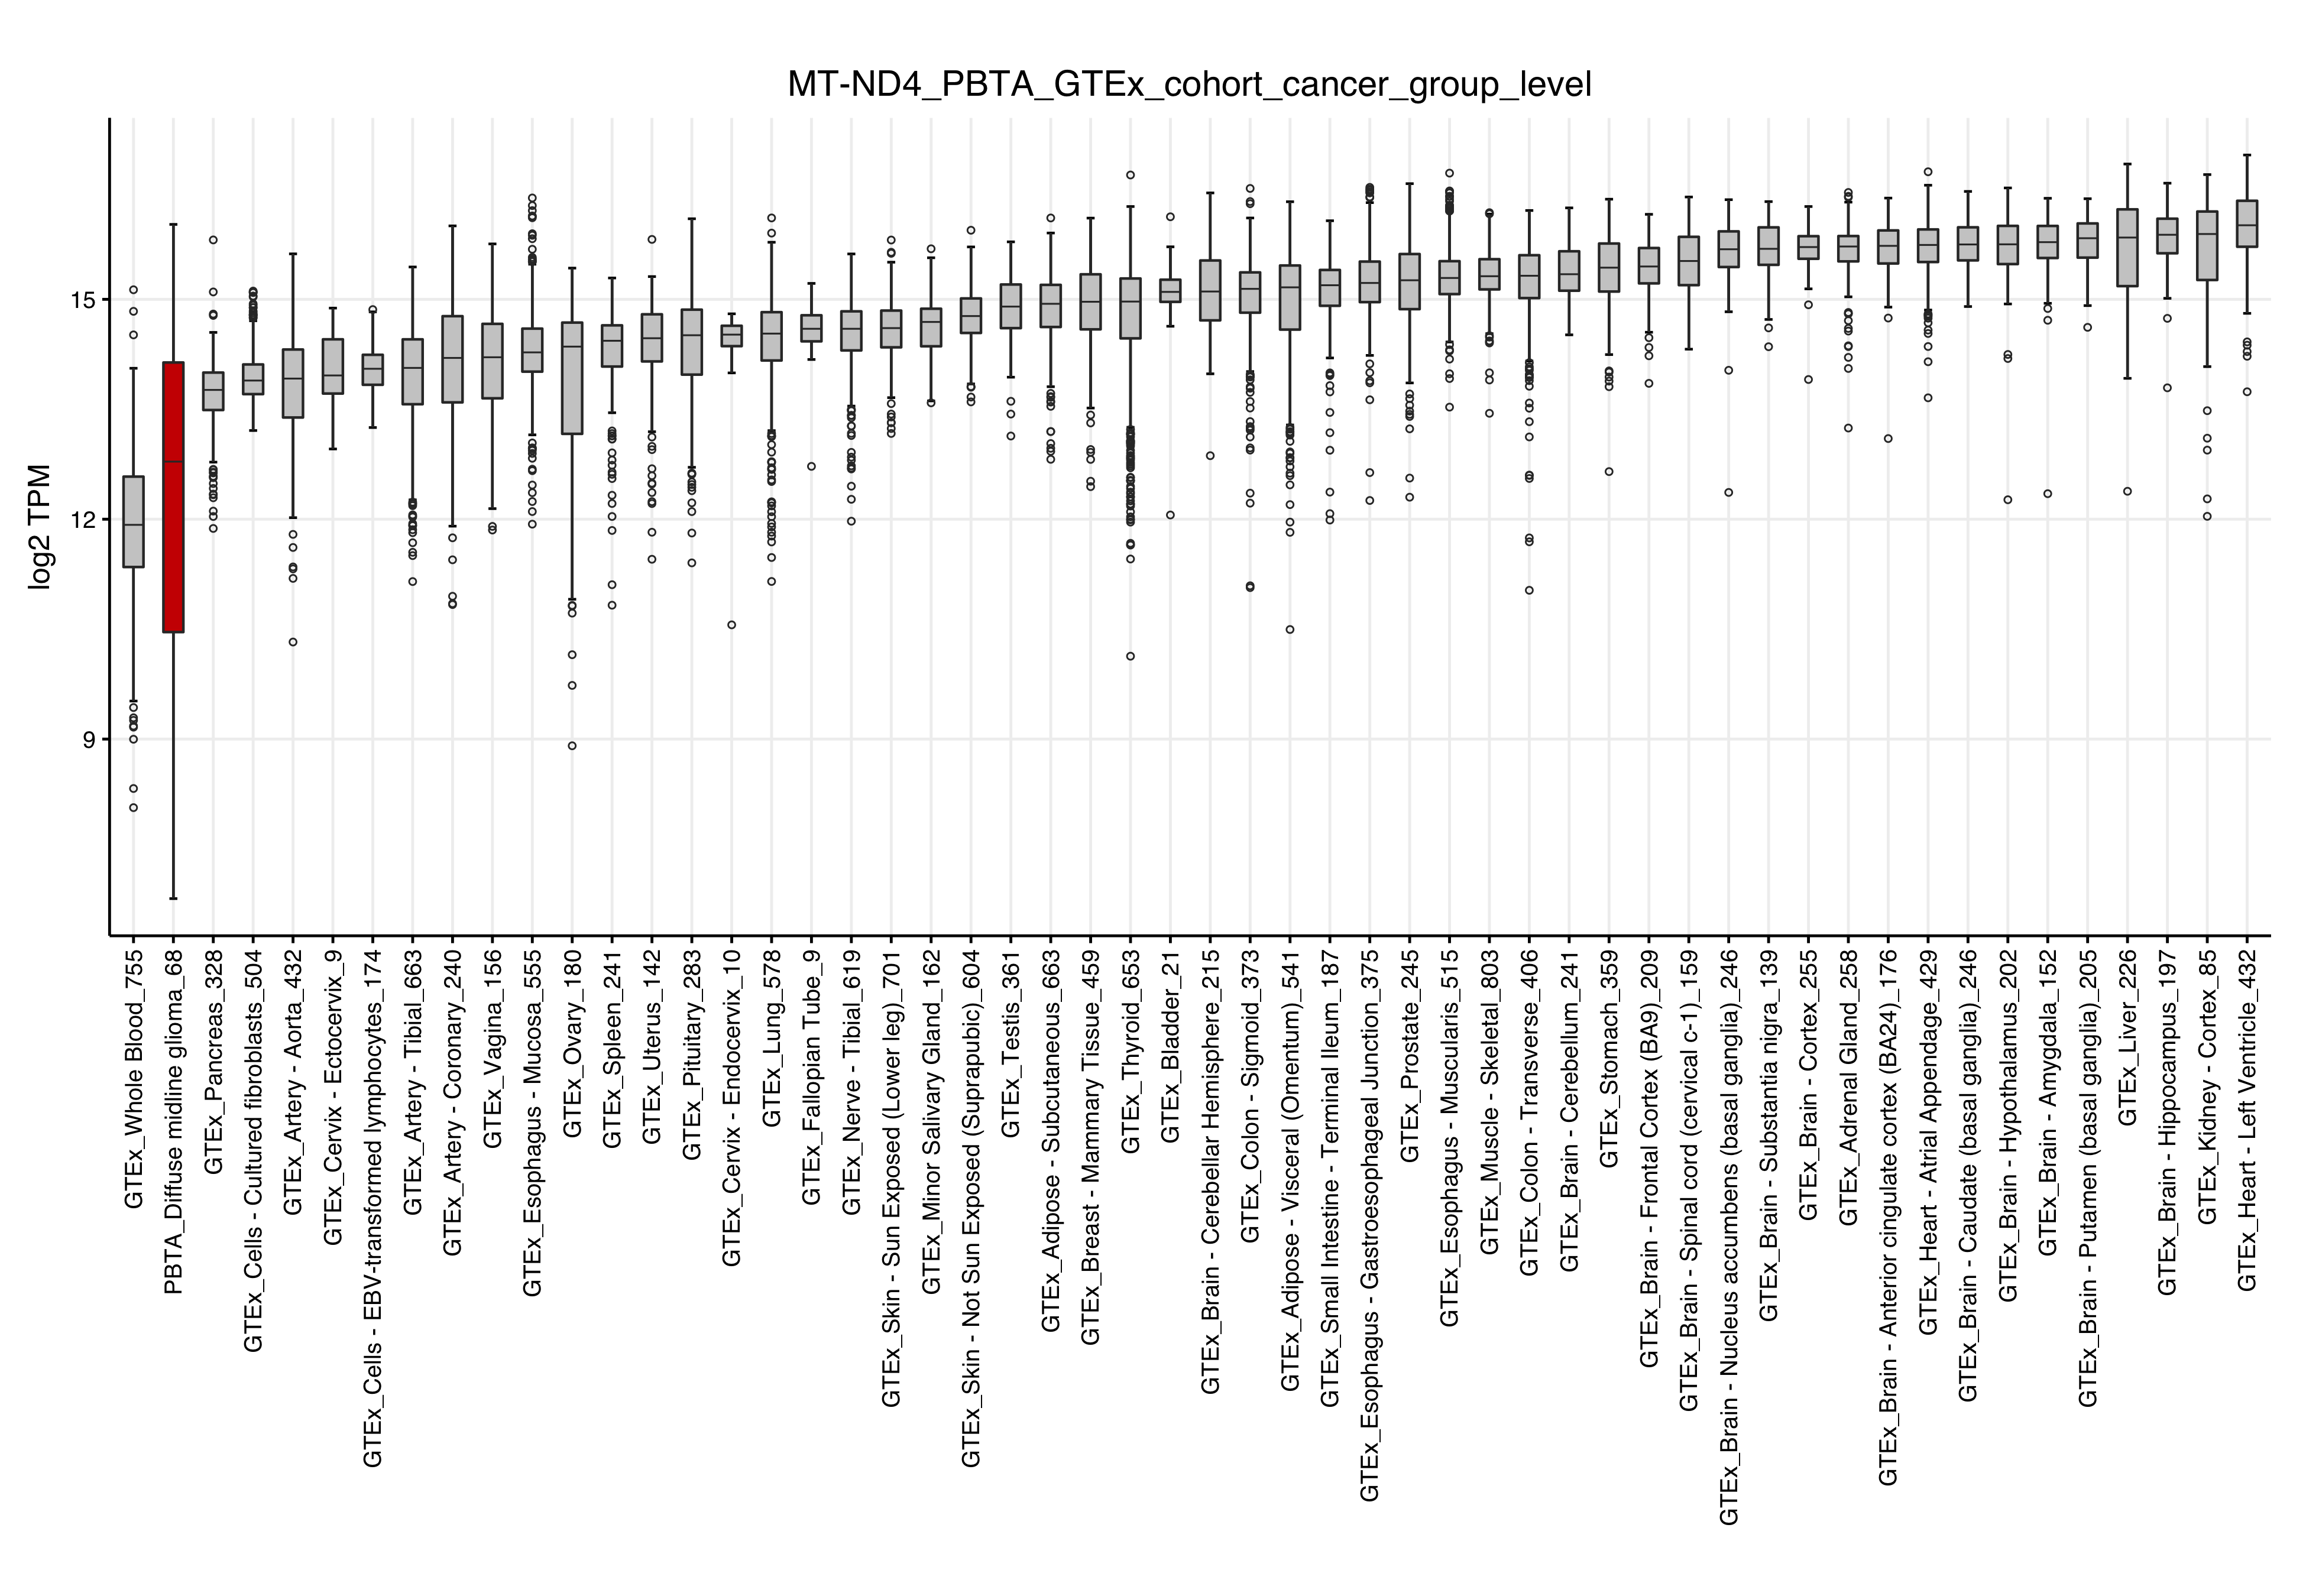 MT-ND4_PBTA_GTEx_cohort_cancer_group_level
log2 TPM
15
12
9
GTEx_Whole Blood_755
PBTA_Diffuse midline glioma_68
GTEx_Pancreas_328
GTEx_Cells - Cultured fibroblasts_504
GTEx_Artery - Aorta_432
GTEx_Cervix - Ectocervix_9
GTEx_Cells - EBV-transformed lymphocytes_174
GTEx_Artery - Tibial_663
GTEx_Artery - Coronary_240
GTEx_Vagina_156
GTEx_Esophagus - Mucosa_555
GTEx_Ovary_180
GTEx_Spleen_241
GTEx_Uterus_142
GTEx_Pituitary_283
GTEx_Cervix - Endocervix_10
GTEx_Lung_578
GTEx_Fallopian Tube_9
GTEx_Nerve - Tibial_619
GTEx_Skin - Sun Exposed (Lower leg)_701
GTEx_Minor Salivary Gland_162
GTEx_Skin - Not Sun Exposed (Suprapubic)_604
GTEx_Testis_361
GTEx_Adipose - Subcutaneous_663
GTEx_Breast - Mammary Tissue_459
GTEx_Thyroid_653
GTEx_Bladder_21
GTEx_Brain - Cerebellar Hemisphere_215
GTEx_Colon - Sigmoid_373
GTEx_Adipose - Visceral (Omentum)_541
GTEx_Small Intestine - Terminal Ileum_187
GTEx_Esophagus - Gastroesophageal Junction_375
GTEx_Prostate_245
GTEx_Esophagus - Muscularis_515
GTEx_Muscle - Skeletal_803
GTEx_Colon - Transverse_406
GTEx_Brain - Cerebellum_241
GTEx_Stomach_359
GTEx_Brain - Frontal Cortex (BA9)_209
GTEx_Brain - Spinal cord (cervical c-1)_159
GTEx_Brain - Nucleus accumbens (basal ganglia)_246
GTEx_Brain - Substantia nigra_139
GTEx_Brain - Cortex_255
GTEx_Adrenal Gland_258
GTEx_Brain - Anterior cingulate cortex (BA24)_176
GTEx_Heart - Atrial Appendage_429
GTEx_Brain - Caudate (basal ganglia)_246
GTEx_Brain - Hypothalamus_202
GTEx_Brain - Amygdala_152
GTEx_Brain - Putamen (basal ganglia)_205
GTEx_Liver_226
GTEx_Brain - Hippocampus_197
GTEx_Kidney - Cortex_85
GTEx_Heart - Left Ventricle_432